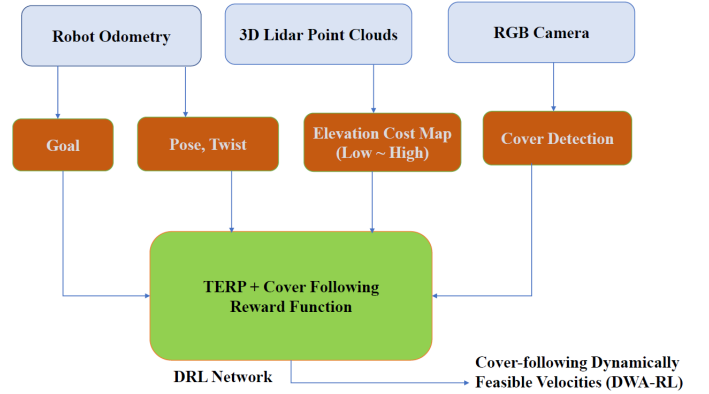 Robot Odometry
3D Lidar Point Clouds
RGB Camera
Goal
Pose, Twist
Elevation Cost Map
(Low ~ High)
Cover Detection
TERP + Cover Following
Reward Function
DRL Network
Cover-following Dynamically
Feasible Velocities (DWA-RL)